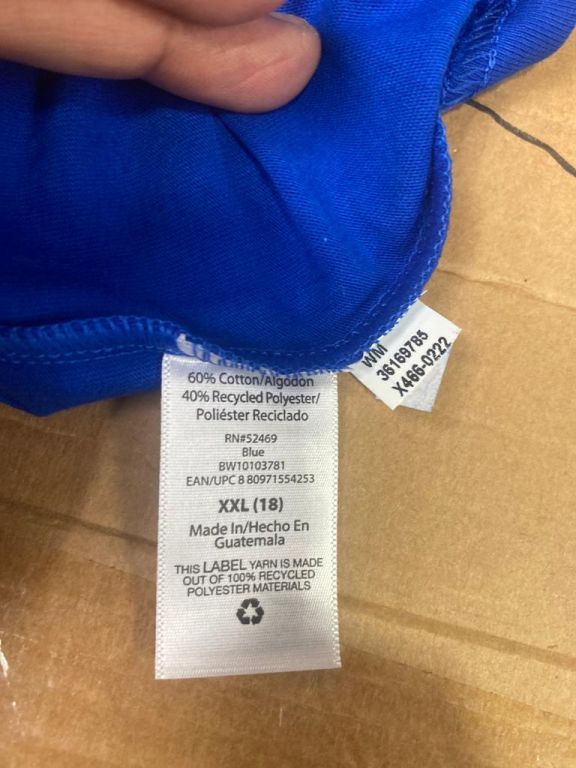 60% Cotton/Algodon
40% Recycled Polyester/
Poliéster Reciclado
RN#52469
Blue
BW10103781
EAN/UPC 8 80971554253
XXL (18)
Made In/Hecho En
Guatemala
THIS LABEL YARN IS MADE
OUT OF 100% RECYCLED
POLYESTER MATERIALS
WM
36169785
X466-0222